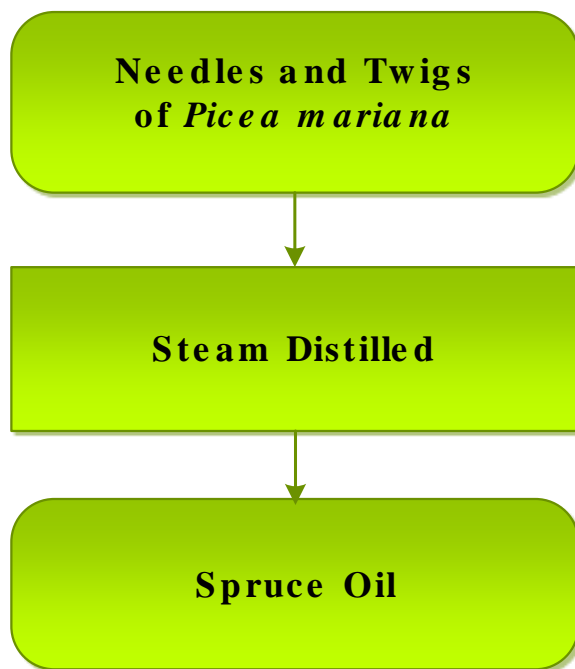 Needles and Twigs
of Picea mariana
Steam Distilled
Spruce Oil